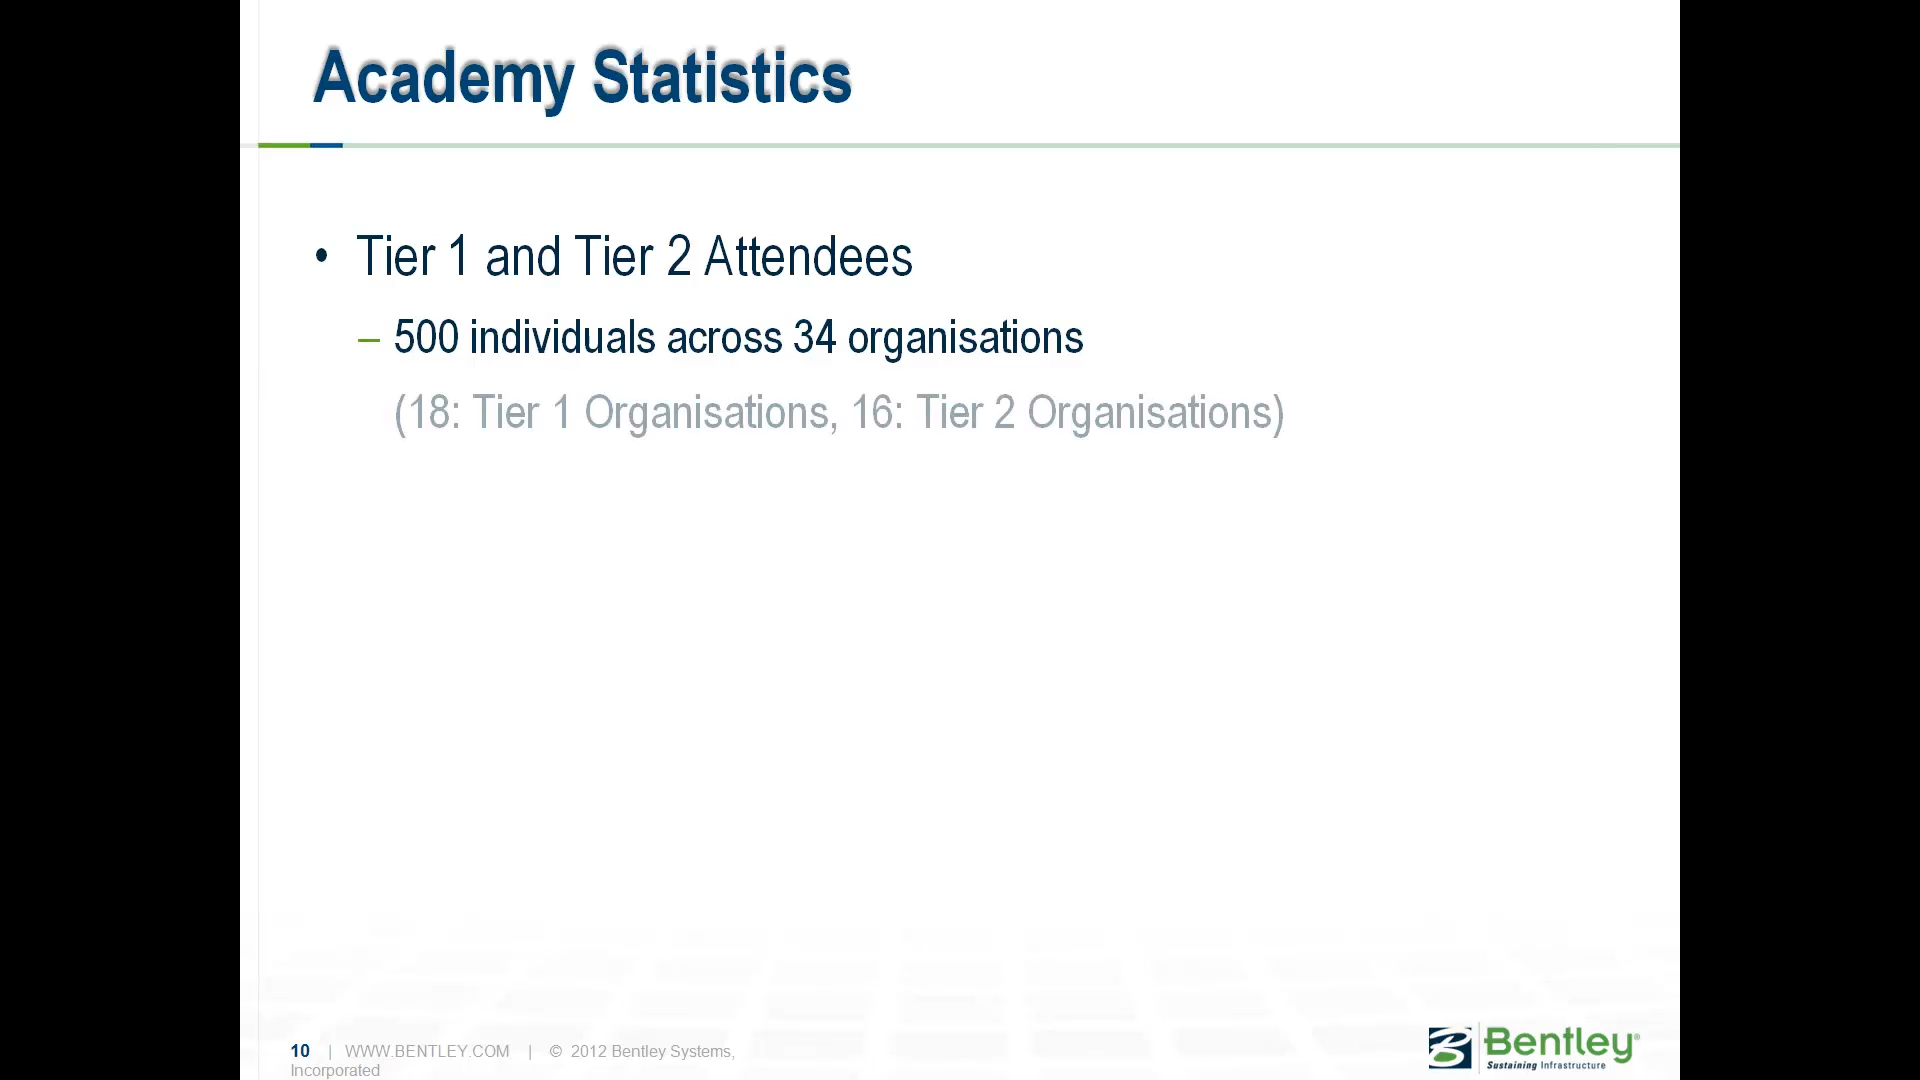 Academy Statistics
• Tier 1 and Tier 2 Attendees
– 500 individuals across 34 organisations
(18: Tier 1 Organisations, 16: Tier 2 Organisations)
10 | WWW.BENTLEY.COM | © 2012 Bentley Systems,
Incorporated
Bentley®
Sustaining Infrastructure